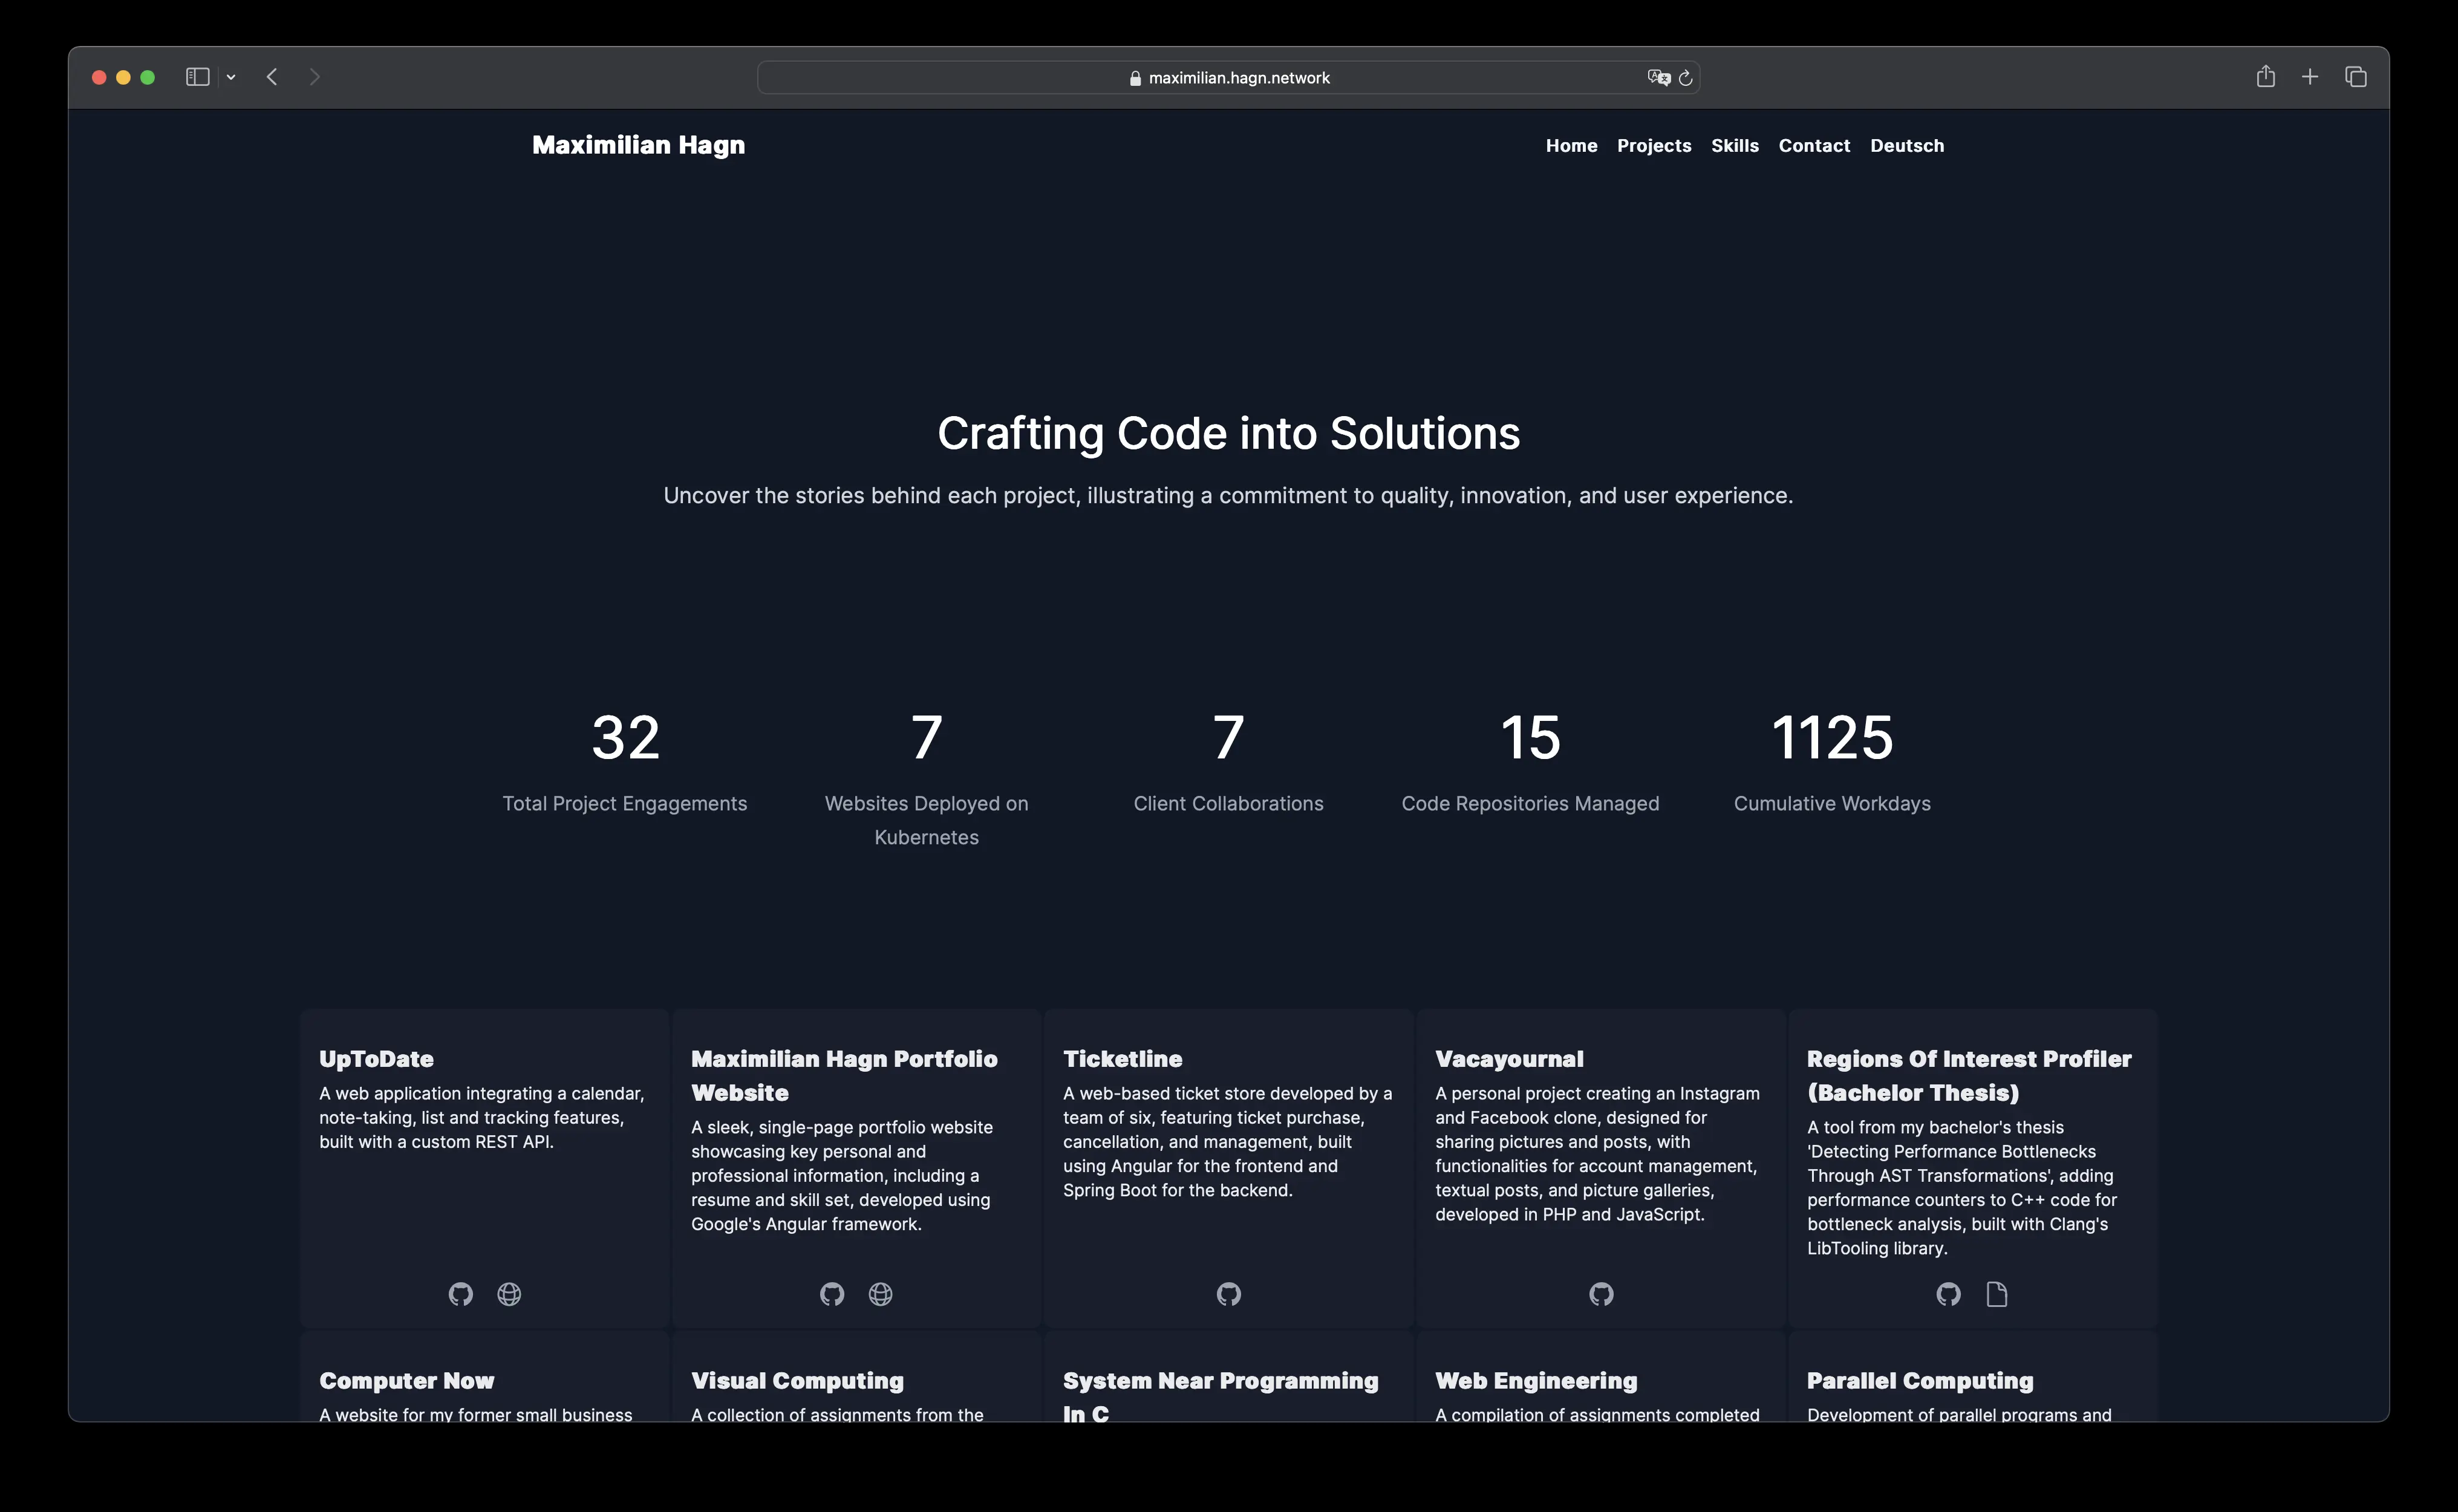 maximilian.hagn.network
Maximilian Hagn
Home Projects Skills Contact Deutsch
Crafting Code into Solutions
Uncover the stories behind each project, illustrating a commitment to quality, innovation, and user experience.
32
Total Project Engagements
7
Websites Deployed on
Kubernetes
7
Client Collaborations
15
Code Repositories Managed
1125
Cumulative Workdays
UpToDate
A web application integrating a calendar,
note-taking, list and tracking features,
built with a custom REST API.
Maximilian Hagn Portfolio
Website
A sleek, single-page portfolio website
showcasing key personal and
professional information, including a
resume and skill set, developed using
Google's Angular framework.
Ticketline
A web-based ticket store developed by a
team of six, featuring ticket purchase,
cancellation, and management, built
using Angular for the frontend and
Spring Boot for the backend.
Vacayournal
A personal project creating an Instagram
and Facebook clone, designed for
sharing pictures and posts, with
functionalities for account management,
textual posts, and picture galleries,
developed in PHP and JavaScript.
Regions Of Interest Profiler
(Bachelor Thesis)
A tool from my bachelor's thesis
'Detecting Performance Bottlenecks
Through AST Transformations', adding
performance counters to C++ code for
bottleneck analysis, built with Clang's
LibTooling library.
Computer Now
A website for my former small business
Visual Computing
A collection of assignments from the
System Near Programming
In C
Web Engineering
A compilation of assignments completed
Parallel Computing
Development of parallel programs and